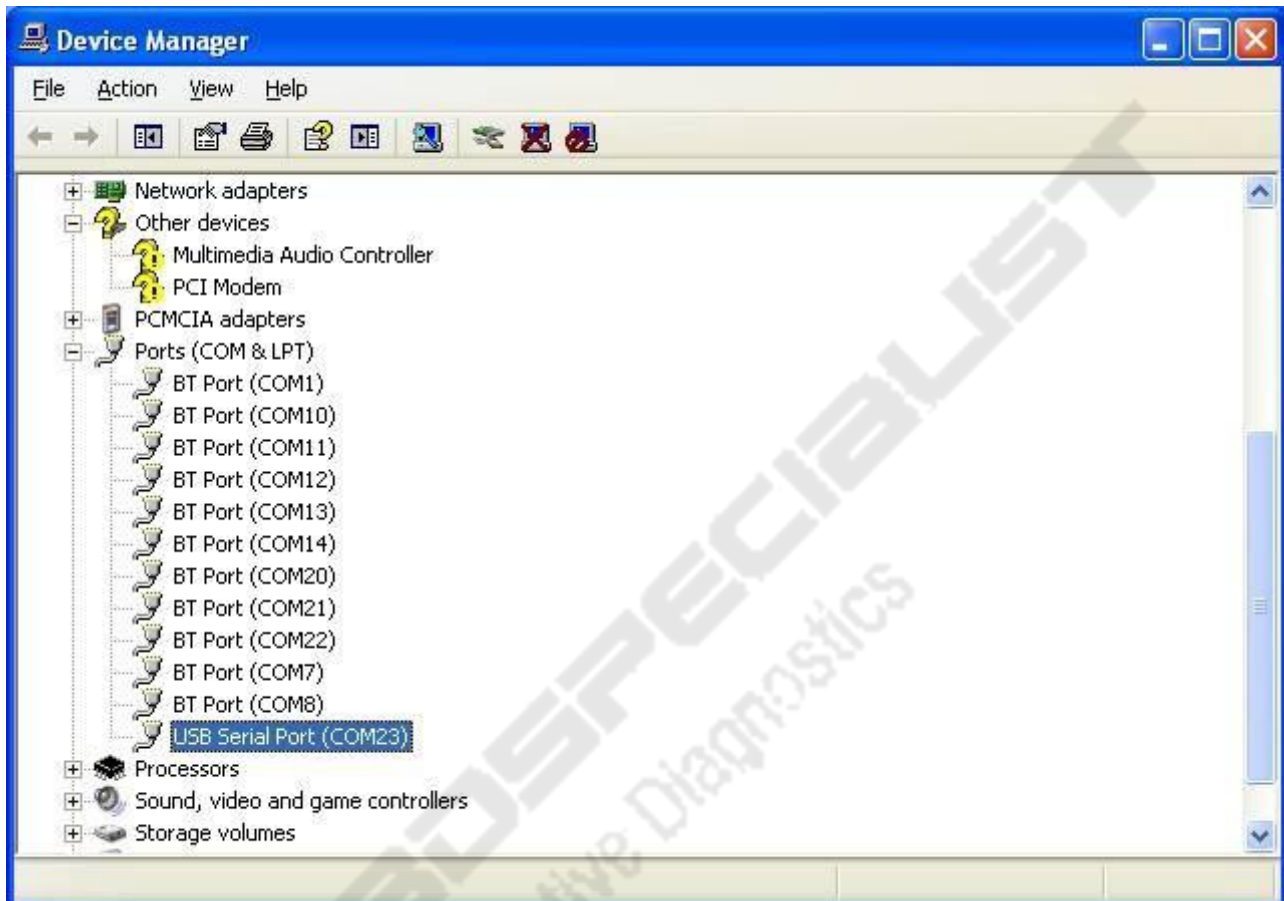 Device Manager
File Action View Help
Network adapters
Other devices
Multimedia Audio Controller
PCI Modem
PCMCIA adapters
Ports (COM & LPT)
BT Port (COM1)
BT Port (COM10)
BT Port (COM11)
BT Port (COM12)
BT Port (COM13)
BT Port (COM14)
BT Port (COM20)
BT Port (COM21)
BT Port (COM22)
BT Port (COM7)
BT Port (COM8)
USB Serial Port (COM23)
Processors
Sound, video and game controllers
Storage volumes
Diagnostics